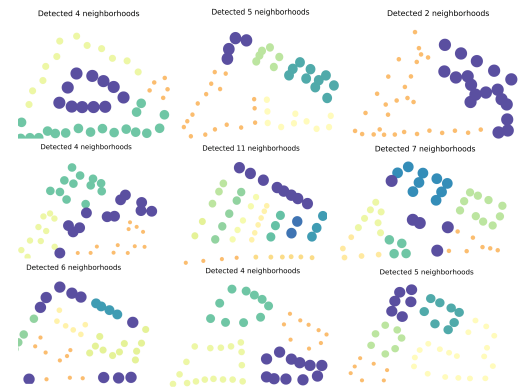 Detected 4 neighborhoods
Detected 5 neighborhoods
Detected 2 neighborhoods
Detected 4 neighborhoods
Detected 11 neighborhoods
Detected 7 neighborhoods
Detected 6 neighborhoods
Detected 4 neighborhoods
Detected 5 neighborhoods